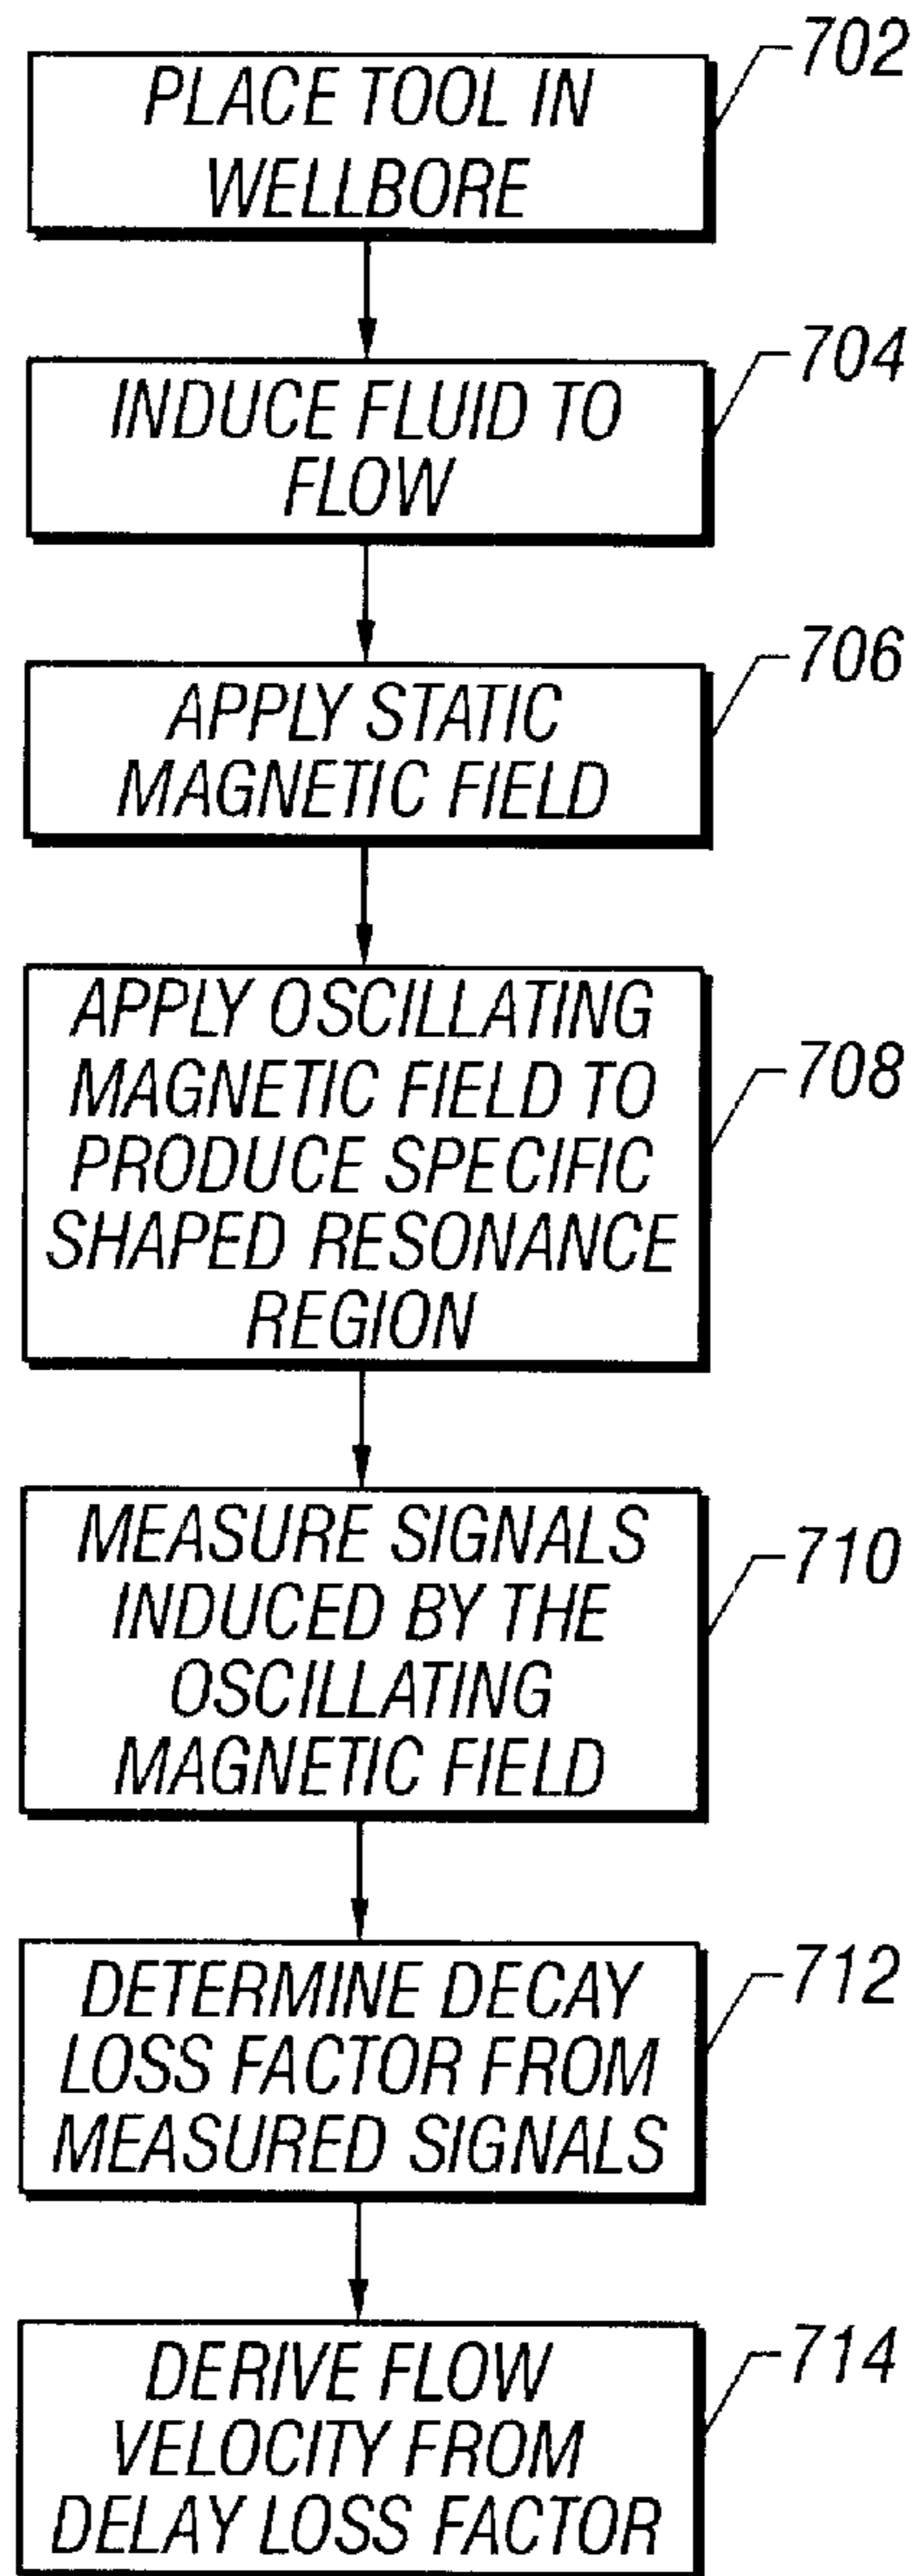 702
PLACE TOOL IN
WELLBORE
704
INDUCE FLUID TO
FLOW
706
APPLY STATIC
MAGNETIC FIELD
708
APPLY OSCILLATING
MAGNETIC FIELD TO
PRODUCE SPECIFIC
SHAPED RESONANCE
REGION
710
MEASURE SIGNALS
INDUCED BY THE
OSCILLATING
MAGNETIC FIELD
712
DETERMINE DECAY
LOSS FACTOR FROM
MEASURED SIGNALS
714
DERIVE FLOW
VELOCITY FROM
DELAY LOSS FACTOR